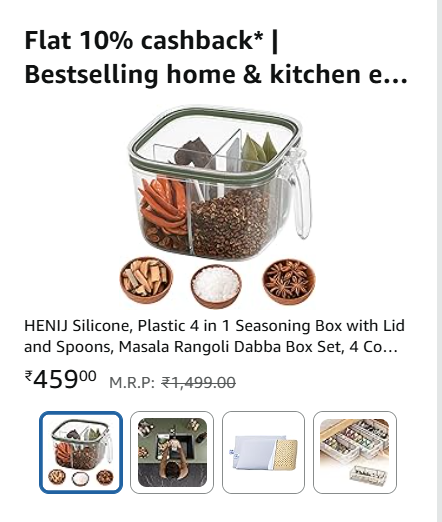 Flat 10% cashback* |
Bestselling home & kitchen e...
HENIJ Silicone, Plastic 4 in 1 Seasoning Box with Lid
and Spoons, Masala Rangoli Dabba Box Set, 4 Co...
₹459⁰⁰ M.R.P: ₹1,499.00